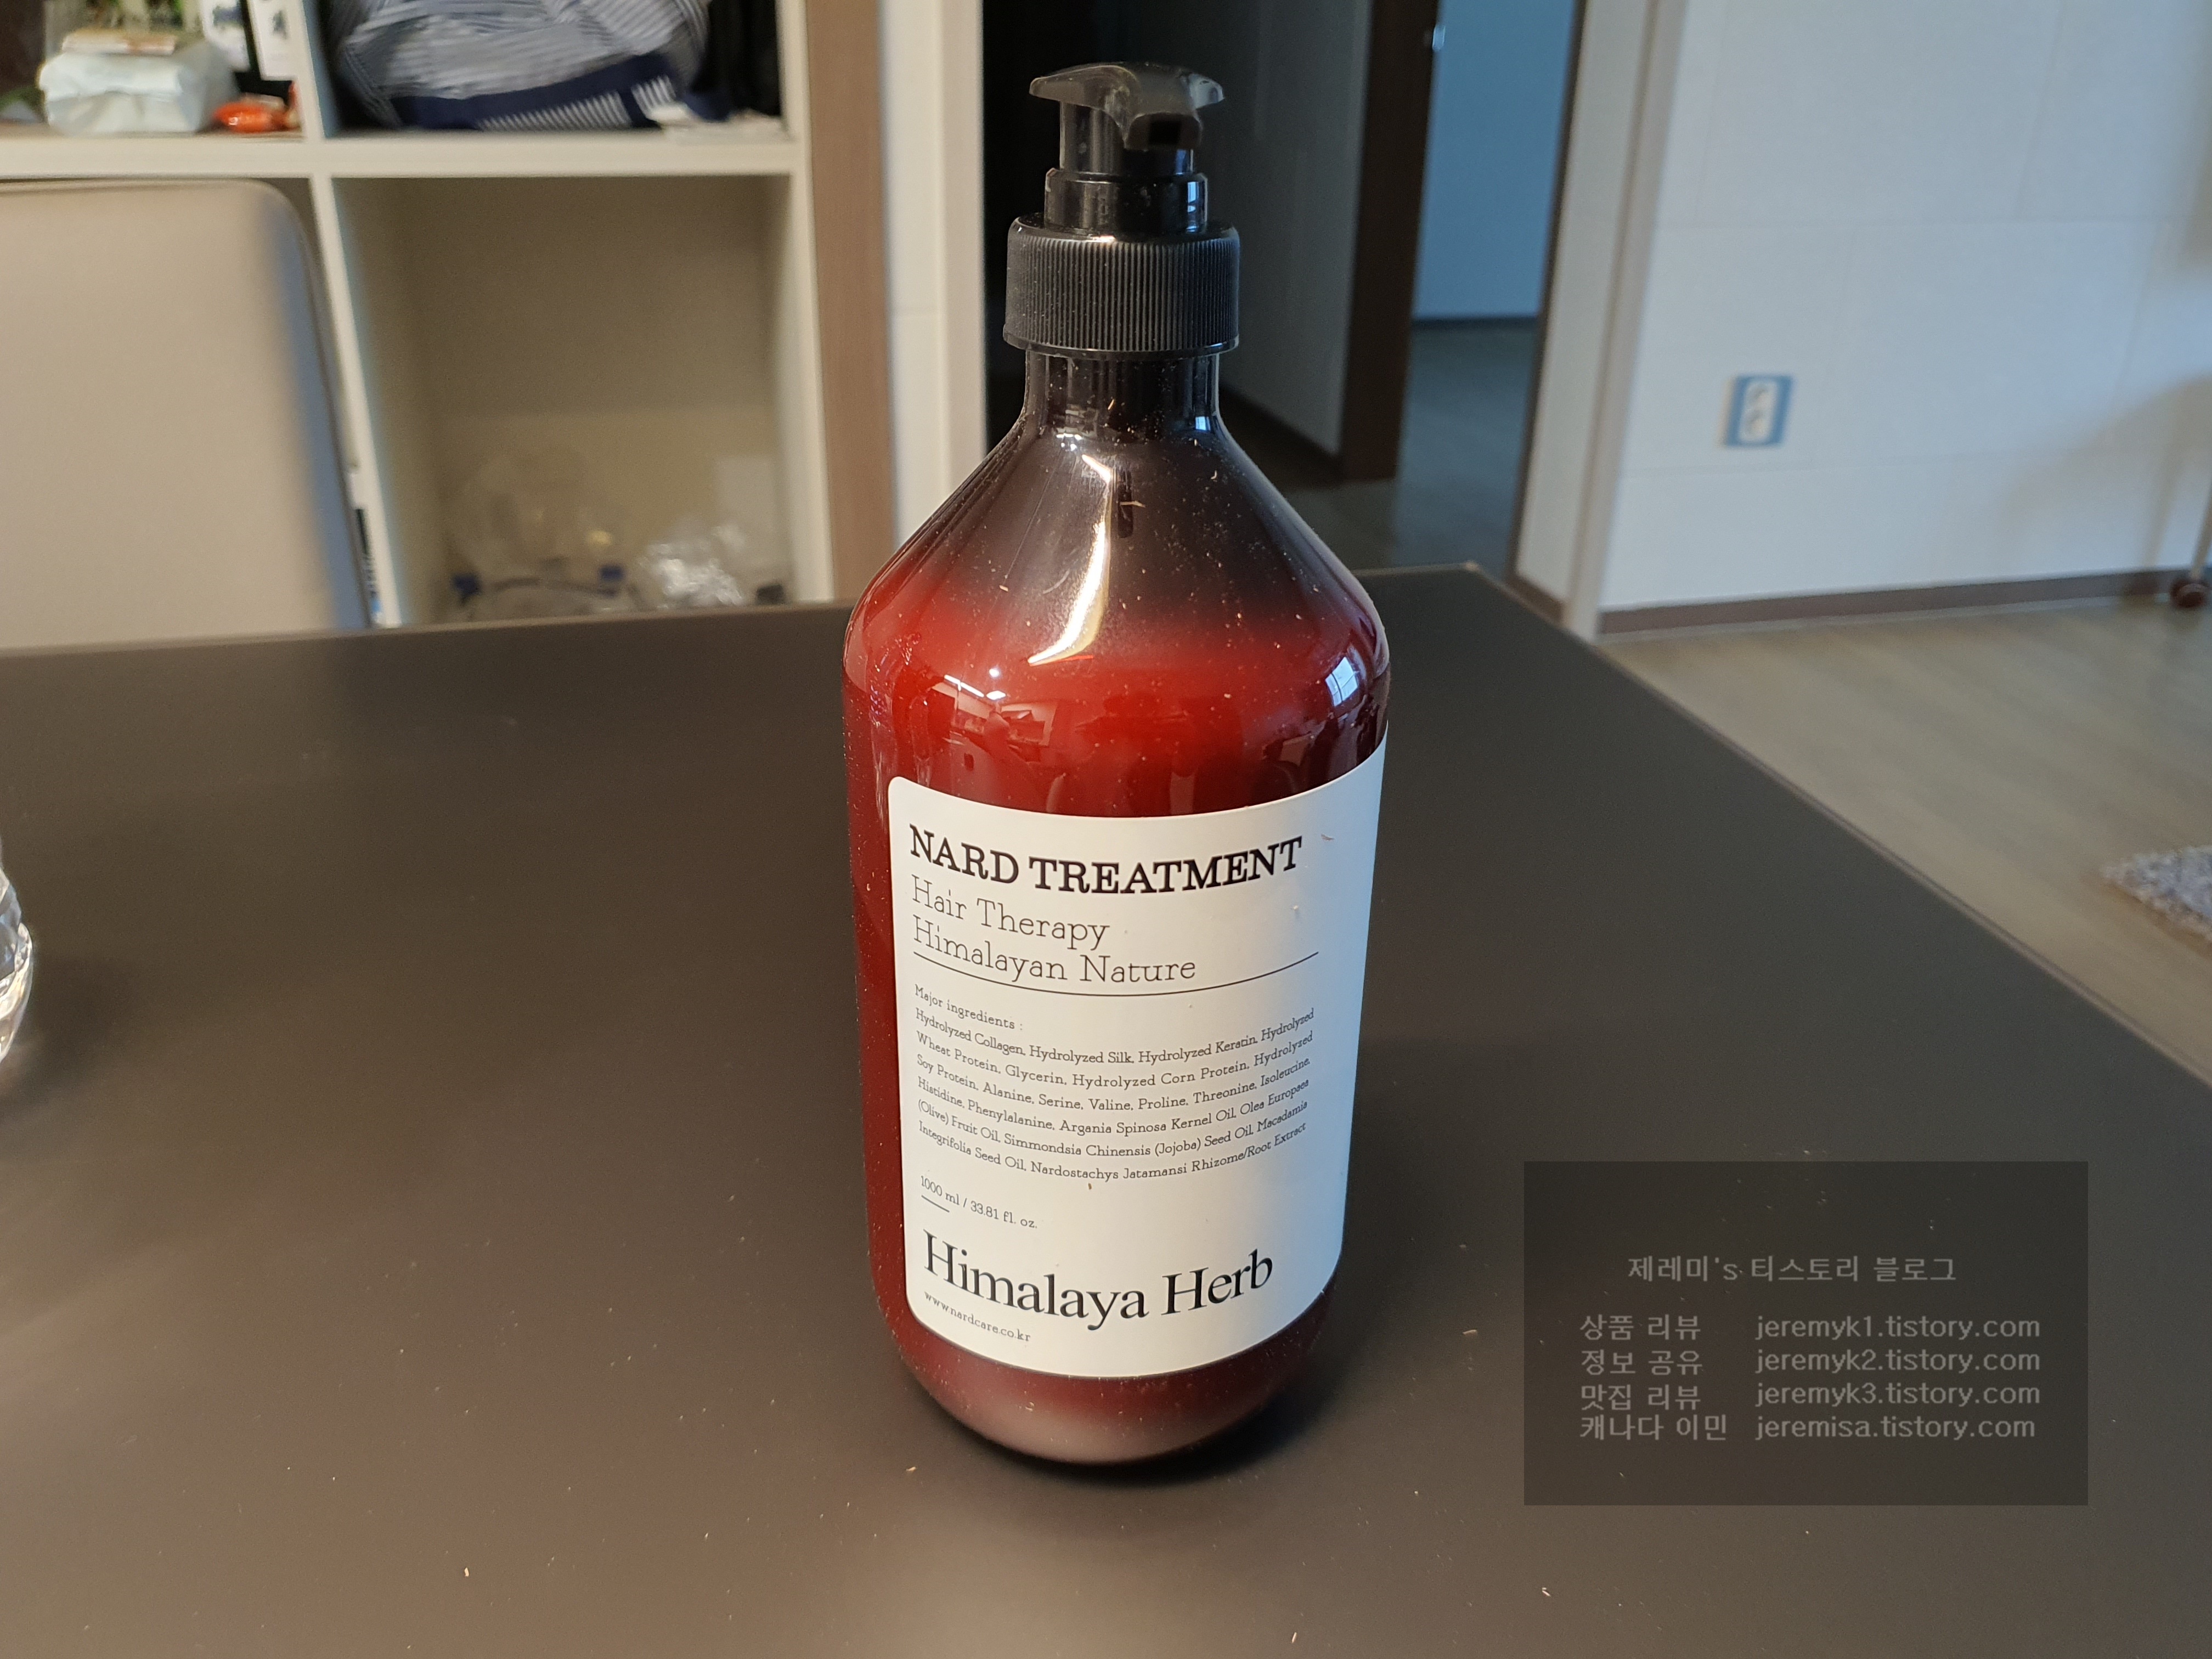 NARD TREATMENT
Hair Therapy
Himalayan Nature
Major ingredients :
Hydrolyzed Collagen, Hydrolyzed Silk, Hydrolyzed Keratin, Hydrolyzed
Wheat Protein, Glycerin, Hydrolyzed Corn Protein, Hydrolyzed
Soy Protein, Alanine, Serine, Valine, Proline, Threonine, Isoleucine,
Histidine, Phenylalanine, Argania Spinosa Kernel Oil, Olea Europaea
(Olive) Fruit Oil, Simmondsia Chinensis (Jojoba) Seed Oil, Macadamia
Integrifolia Seed Oil, Nardostachys Jatamansi Rhizome/Root Extract
1000 ml / 33.81 fl. oz.
Himalaya Herb
www.nardcare.co.kr
제레미's 티스토리 블로그
상품 리뷰 jeremyk1.tistory.com
정보 공유 jeremyk2.tistory.com
맛집 리뷰 jeremyk3.tistory.com
캐나다 이민 jeremisa.tistory.com